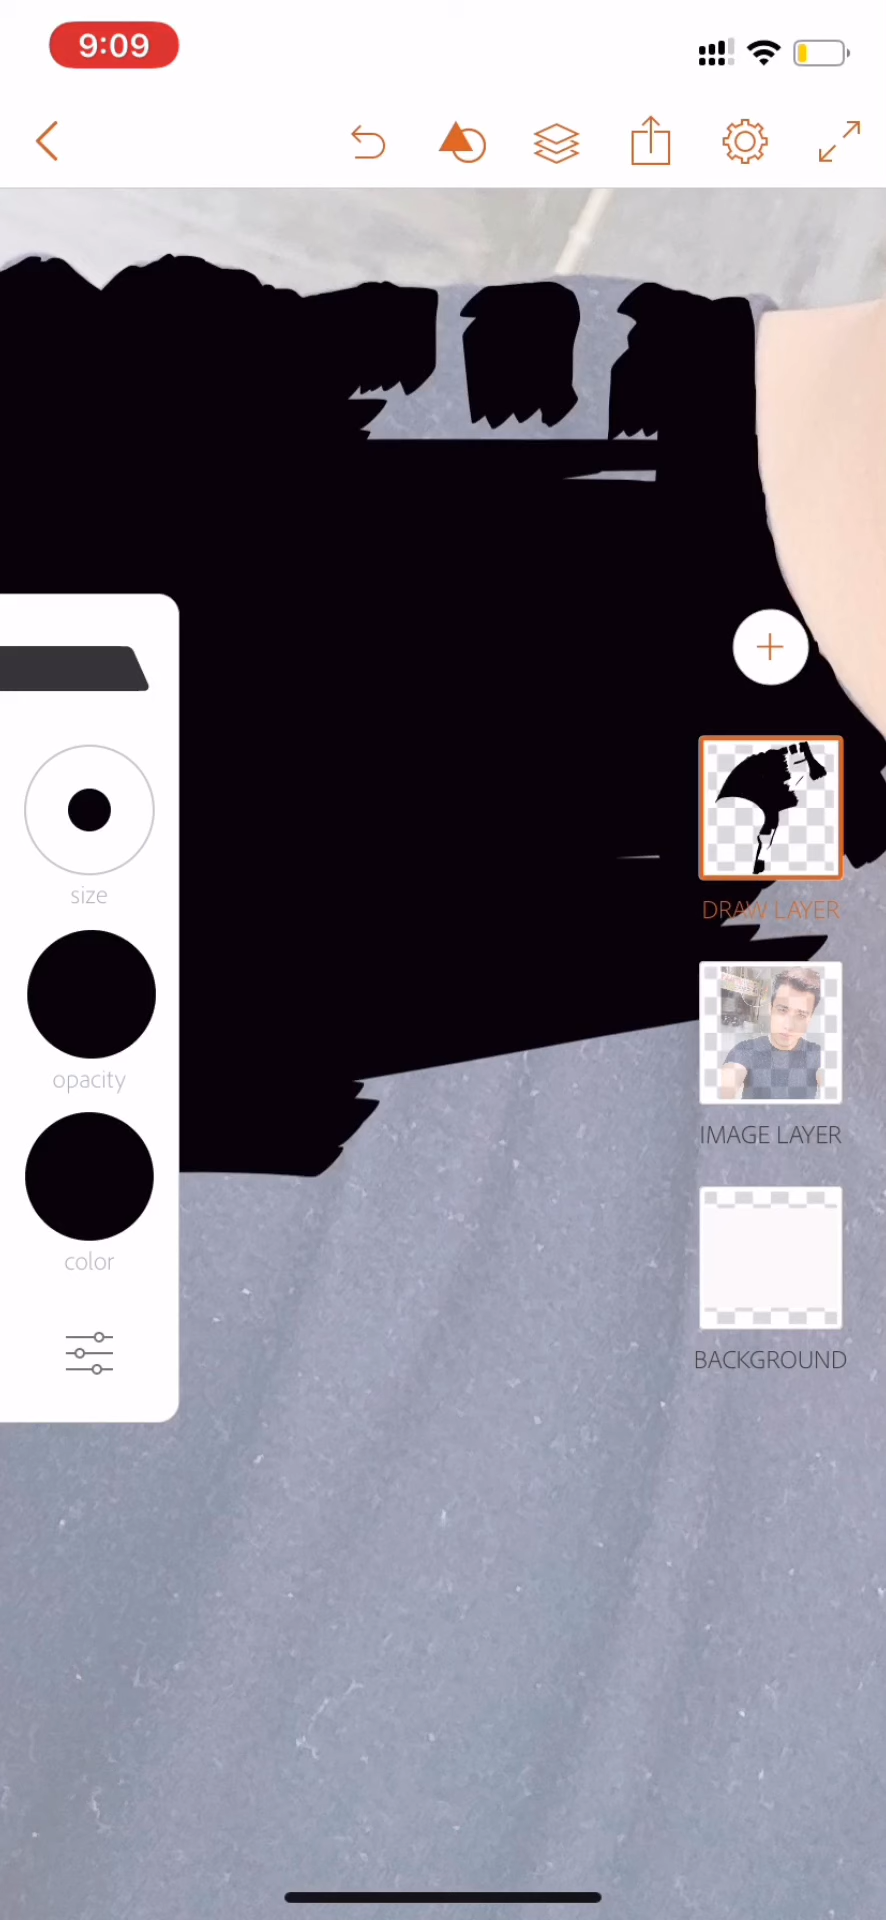 9:09
size
opacity
color
DRAW LAYER
IMAGE LAYER
BACKGROUND